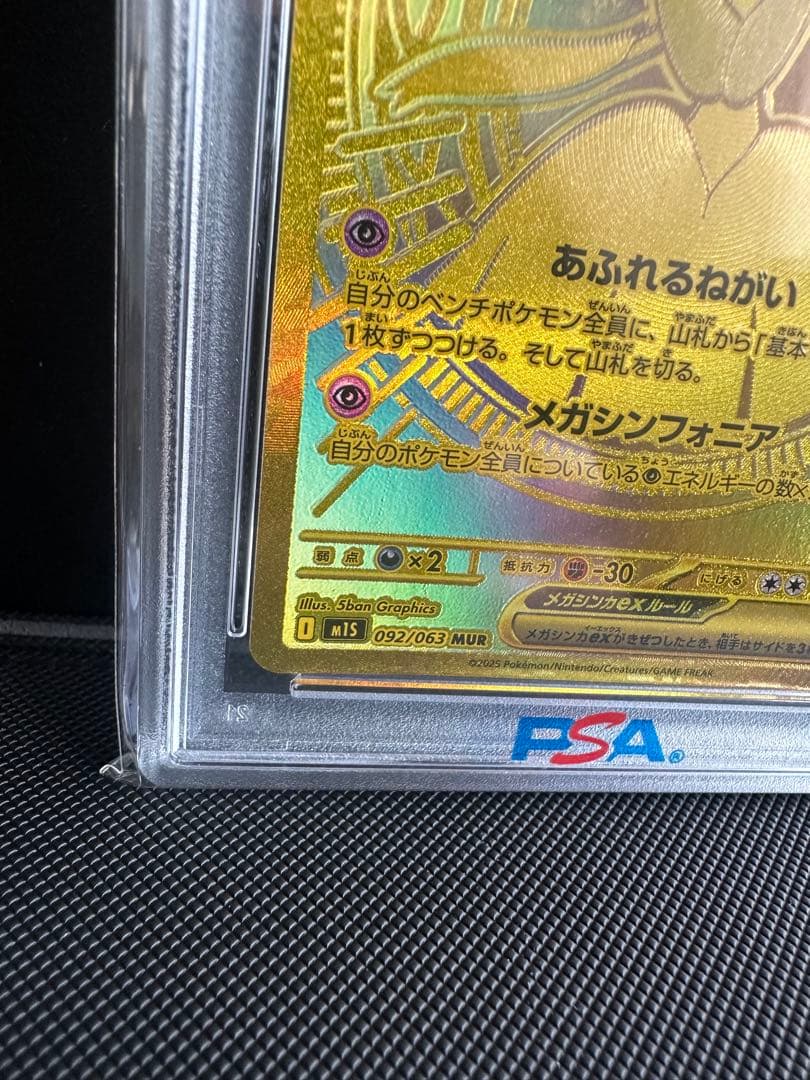 あふれるねがい
自分のベンチポケモン全員に、山札から「基本
1枚ずつつける。そして山札を切る。
メガシンフォニア
自分のポケモン全員についているエネルギーの数×
弱点 ×2 抵抗力 -30 にげる
メガシンカexルール
メガシンカexがきぜつしたとき、相手はサイドを3
Illus. 5ban Graphics
D M1S 092/063 MUR
©2025 Pokémon/Nintendo/Creatures/GAME FREAK
21
PSA®